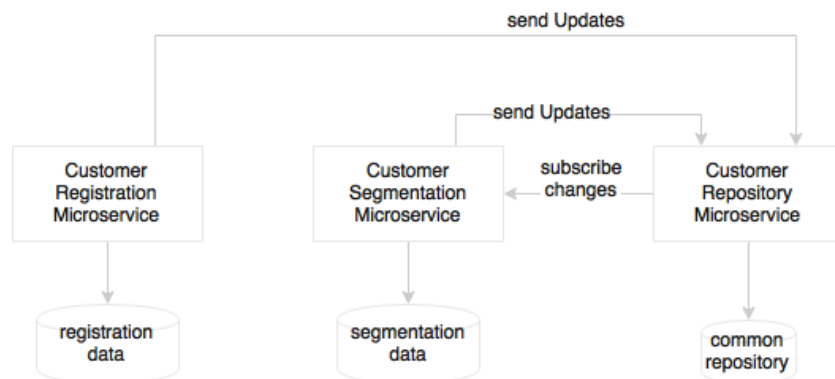 send Updates
send Updates
Customer
Registration
Microservice
Customer
Segmentation
Microservice
subscribe
changes
Customer
Repository
Microservice
registration
data
segmentation
data
common
repository